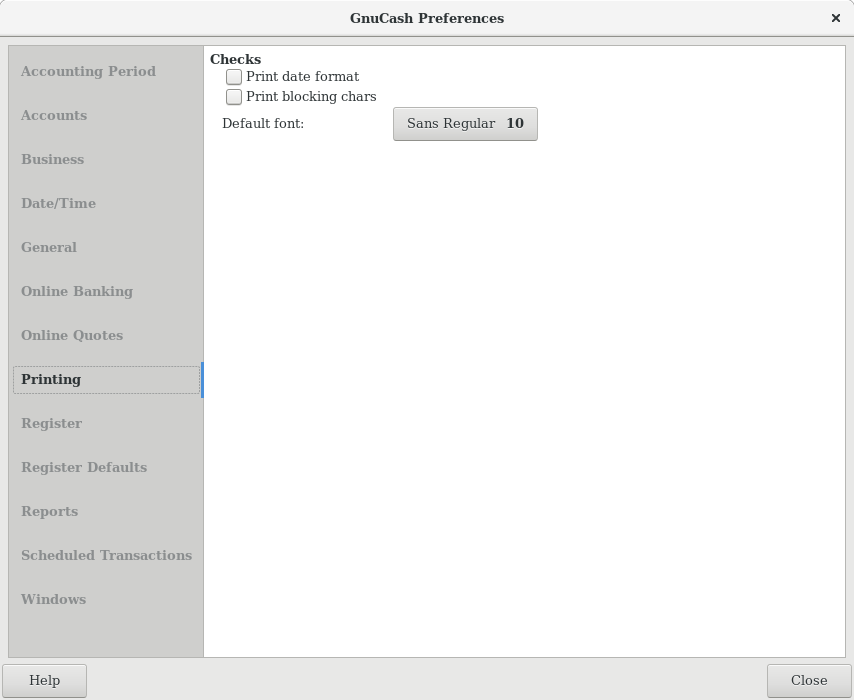 GnuCash Preferences
Accounting Period
Accounts
Business
Date/Time
General
Online Banking
Online Quotes
Printing
Register
Register Defaults
Reports
Scheduled Transactions
Windows
Checks
Print date format
Print blocking chars
Default font:
Sans Regular 10
Help
Close